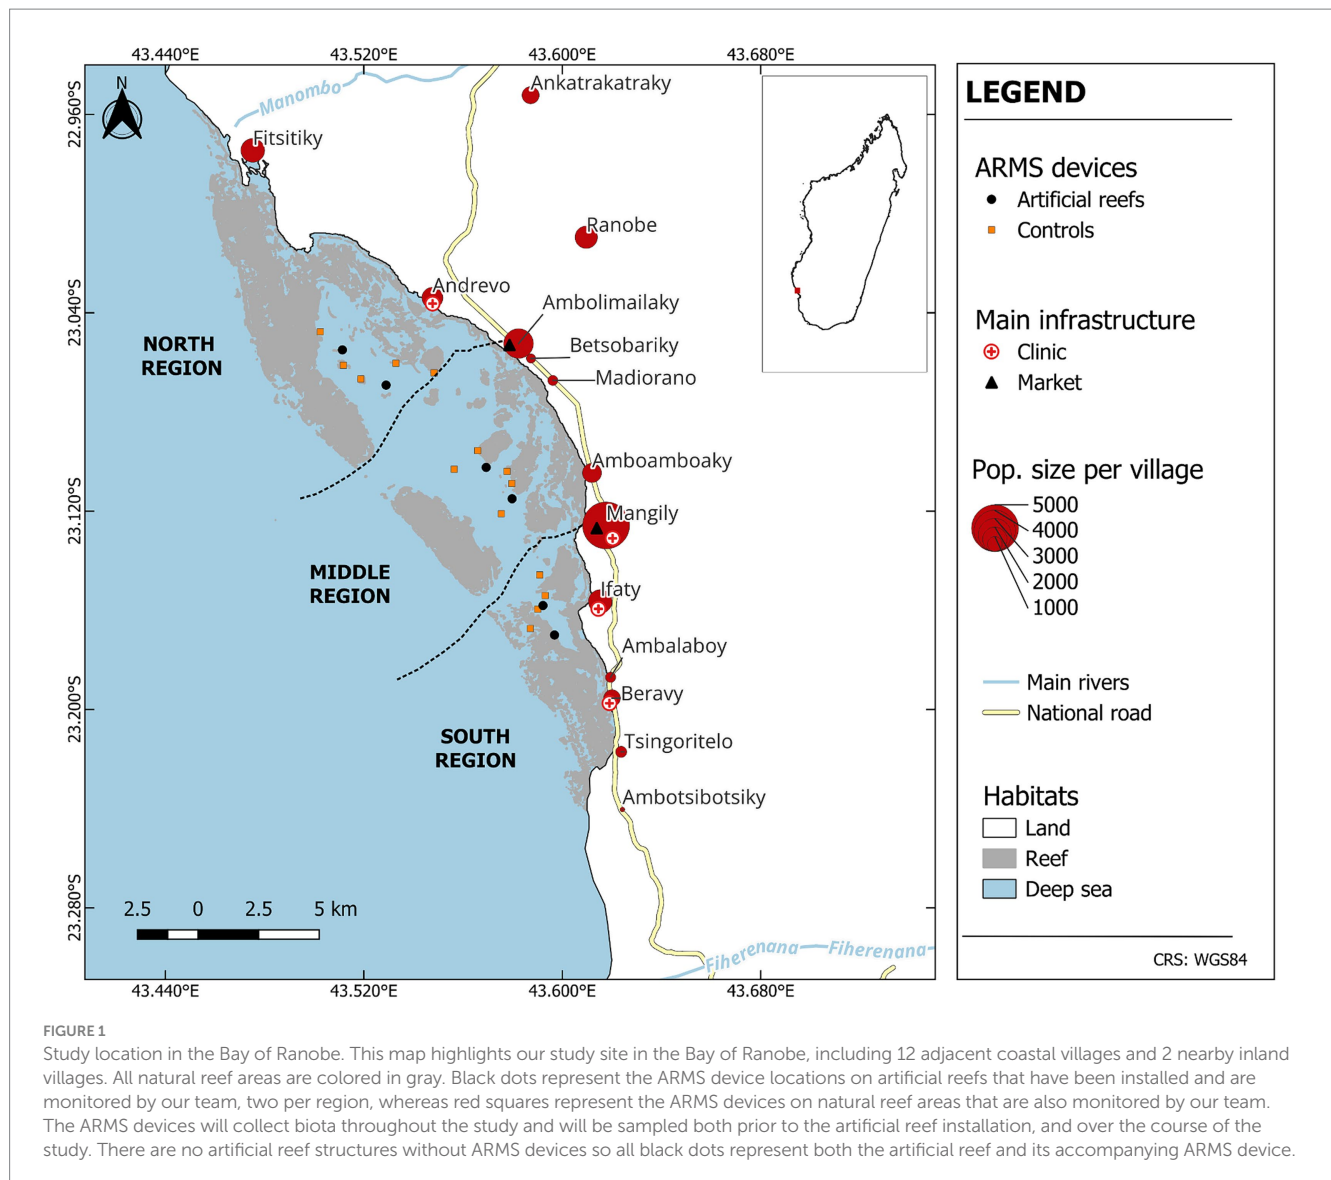 43.440°E
43.520°E
43.600°E
43.680°E
22.960°S
23.040°S
23.120°S
23.200°S
23.280°S
N
Manombo
Ankatrakatraky
Fitsitiky
Ranobe
Andrevo
Ambolimailaky
Betsobariky
Madiorano
NORTH
REGION
Amboamboaky
Mangily
MIDDLE
REGION
Ifaty
Ambalaboy
Beravy
SOUTH
REGION
Tsingoritelo
Ambotsibotsiky
2.5 0 2.5 5 km
Fiherenana
Fiherenana
43.440°E
43.520°E
43.600°E
43.680°E
LEGEND
ARMS devices
Artificial reefs
Controls
Main infrastructure
Clinic
Market
Pop. size per village
5000
4000
3000
2000
1000
Main rivers
National road
Habitats
Land
Reef
Deep sea
CRS: WGS84
FIGURE 1
Study location in the Bay of Ranobe. This map highlights our study site in the Bay of Ranobe, including 12 adjacent coastal villages and 2 nearby inland
villages. All natural reef areas are colored in gray. Black dots represent the ARMS device locations on artificial reefs that have been installed and are
monitored by our team, two per region, whereas red squares represent the ARMS devices on natural reef areas that are also monitored by our team.
The ARMS devices will collect biota throughout the study and will be sampled both prior to the artificial reef installation, and over the course of the
study. There are no artificial reef structures without ARMS devices so all black dots represent both the artificial reef and its accompanying ARMS device.